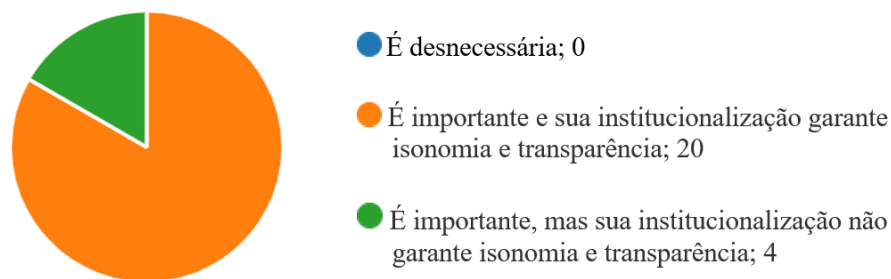 É desnecessária; 0
É importante e sua institucionalização garante
isonomia e transparência; 20
É importante, mas sua institucionalização não
garante isonomia e transparência; 4